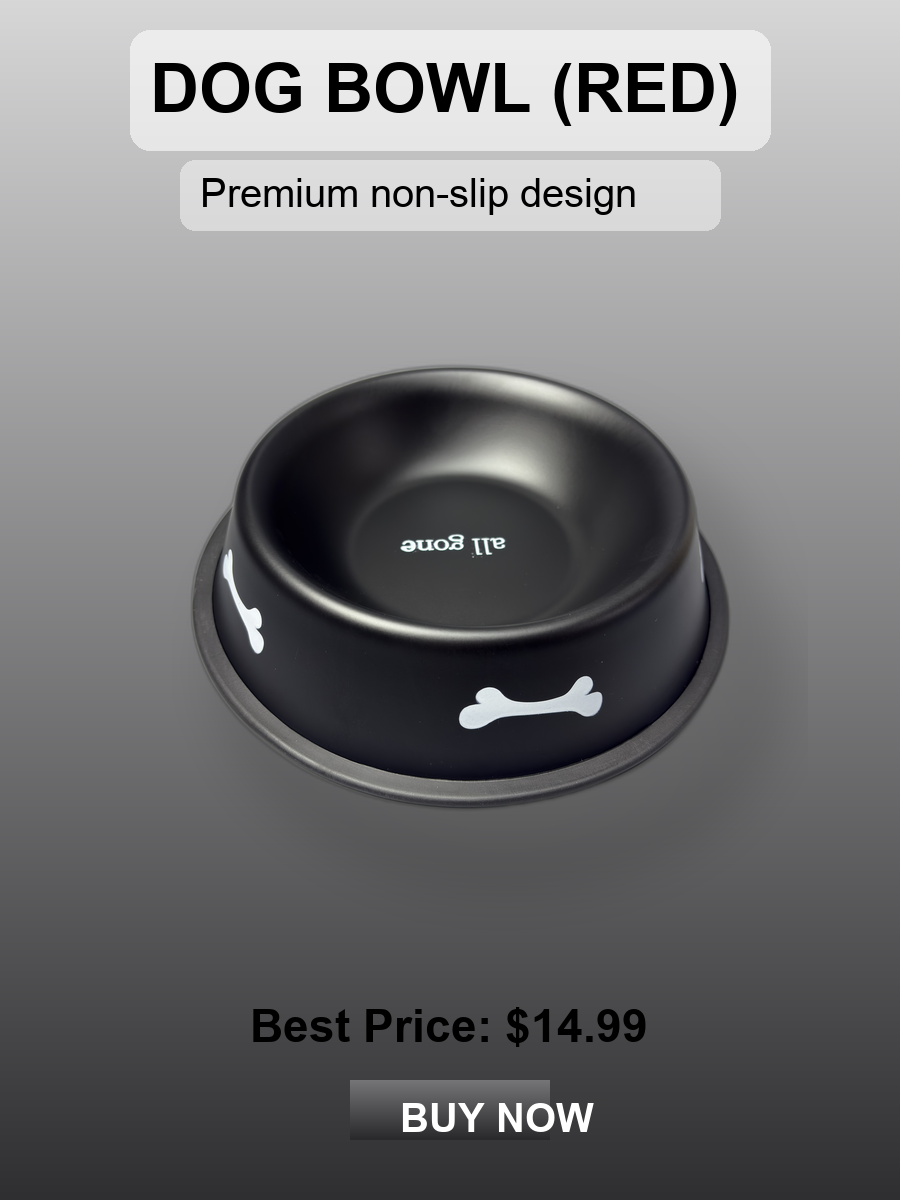 DOG BOWL (RED)
Premium non-slip design
all gone
Best Price: $14.99
BUY NOW